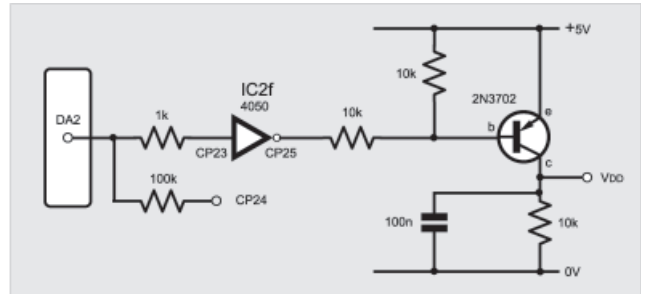 +5V
IC2f
4050
10k
2N3702
DA2
1k
10k
b
e
CP23
CP25
c
VDD
100k
CP24
100n
10k
0V